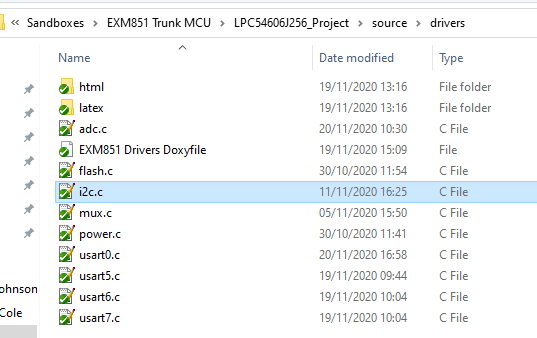 « Sandboxes > EXM851 Trunk MCU > LPC54606J256_Project > source > drivers
Name Date modified Type
html 19/11/2020 13:16 File folder
latex 19/11/2020 13:16 File folder
adc.c 20/11/2020 10:30 C File
EXM851 Drivers Doxyfile 19/11/2020 15:09 File
flash.c 30/10/2020 11:54 C File
i2c.c 11/11/2020 16:25 C File
mux.c 05/11/2020 15:50 C File
power.c 30/10/2020 11:41 C File
usart0.c 20/11/2020 16:58 C File
usart5.c 19/11/2020 09:44 C File
ohnson
usart6.c 19/11/2020 10:04 C File
Cole
usart7.c 19/11/2020 10:04 C File